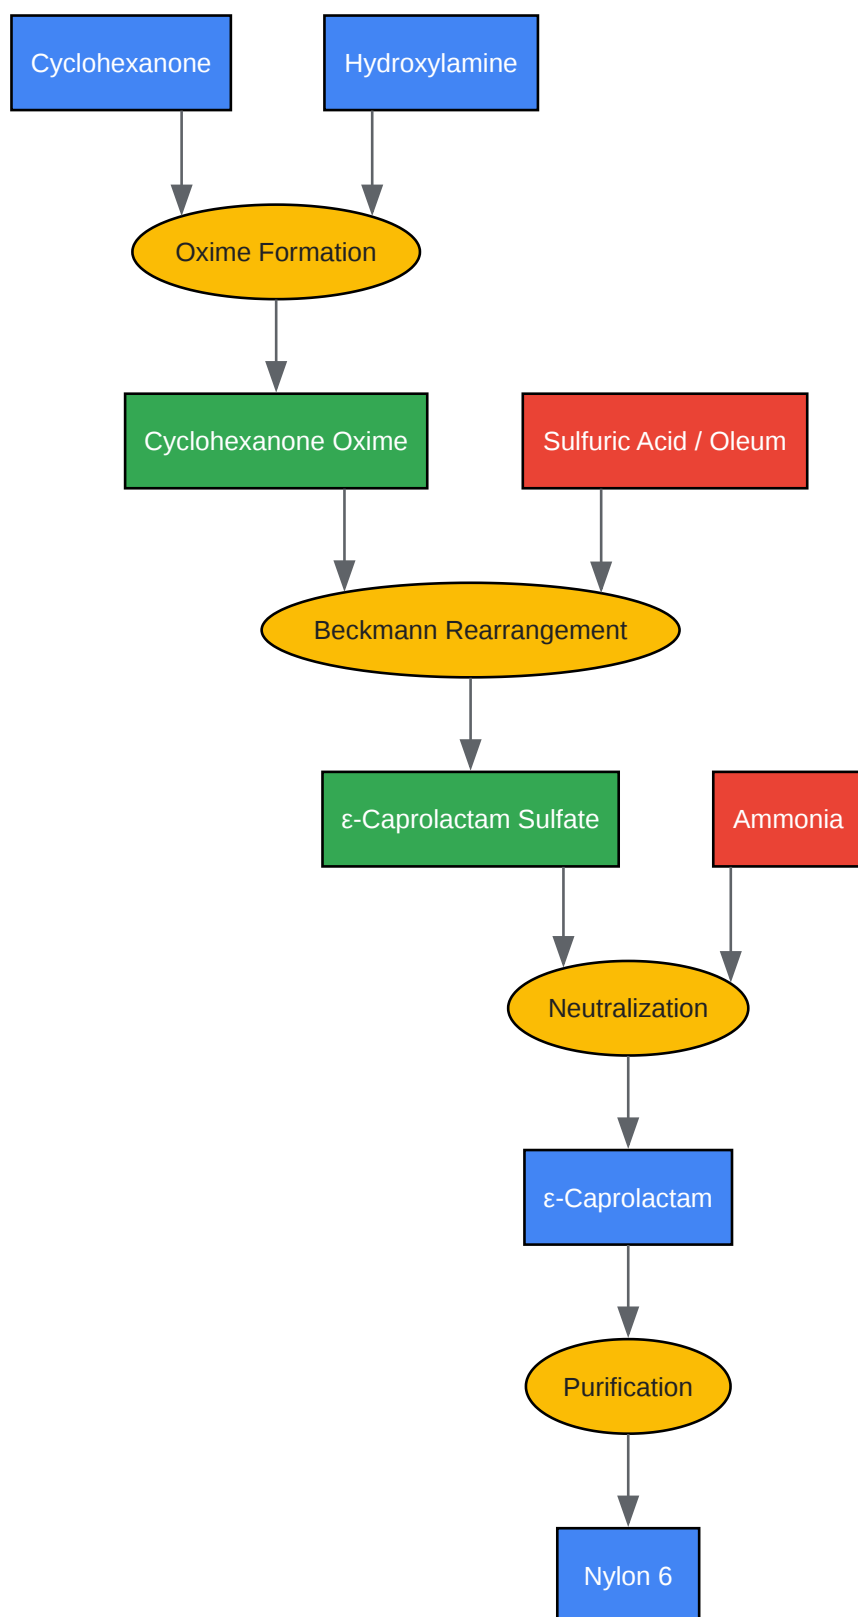 Cyclohexanone
Hydroxylamine
Oxime Formation
Cyclohexanone Oxime
Sulfuric Acid / Oleum
Beckmann Rearrangement
ε-Caprolactam Sulfate
Ammonia
Neutralization
ε-Caprolactam
Purification
Nylon 6